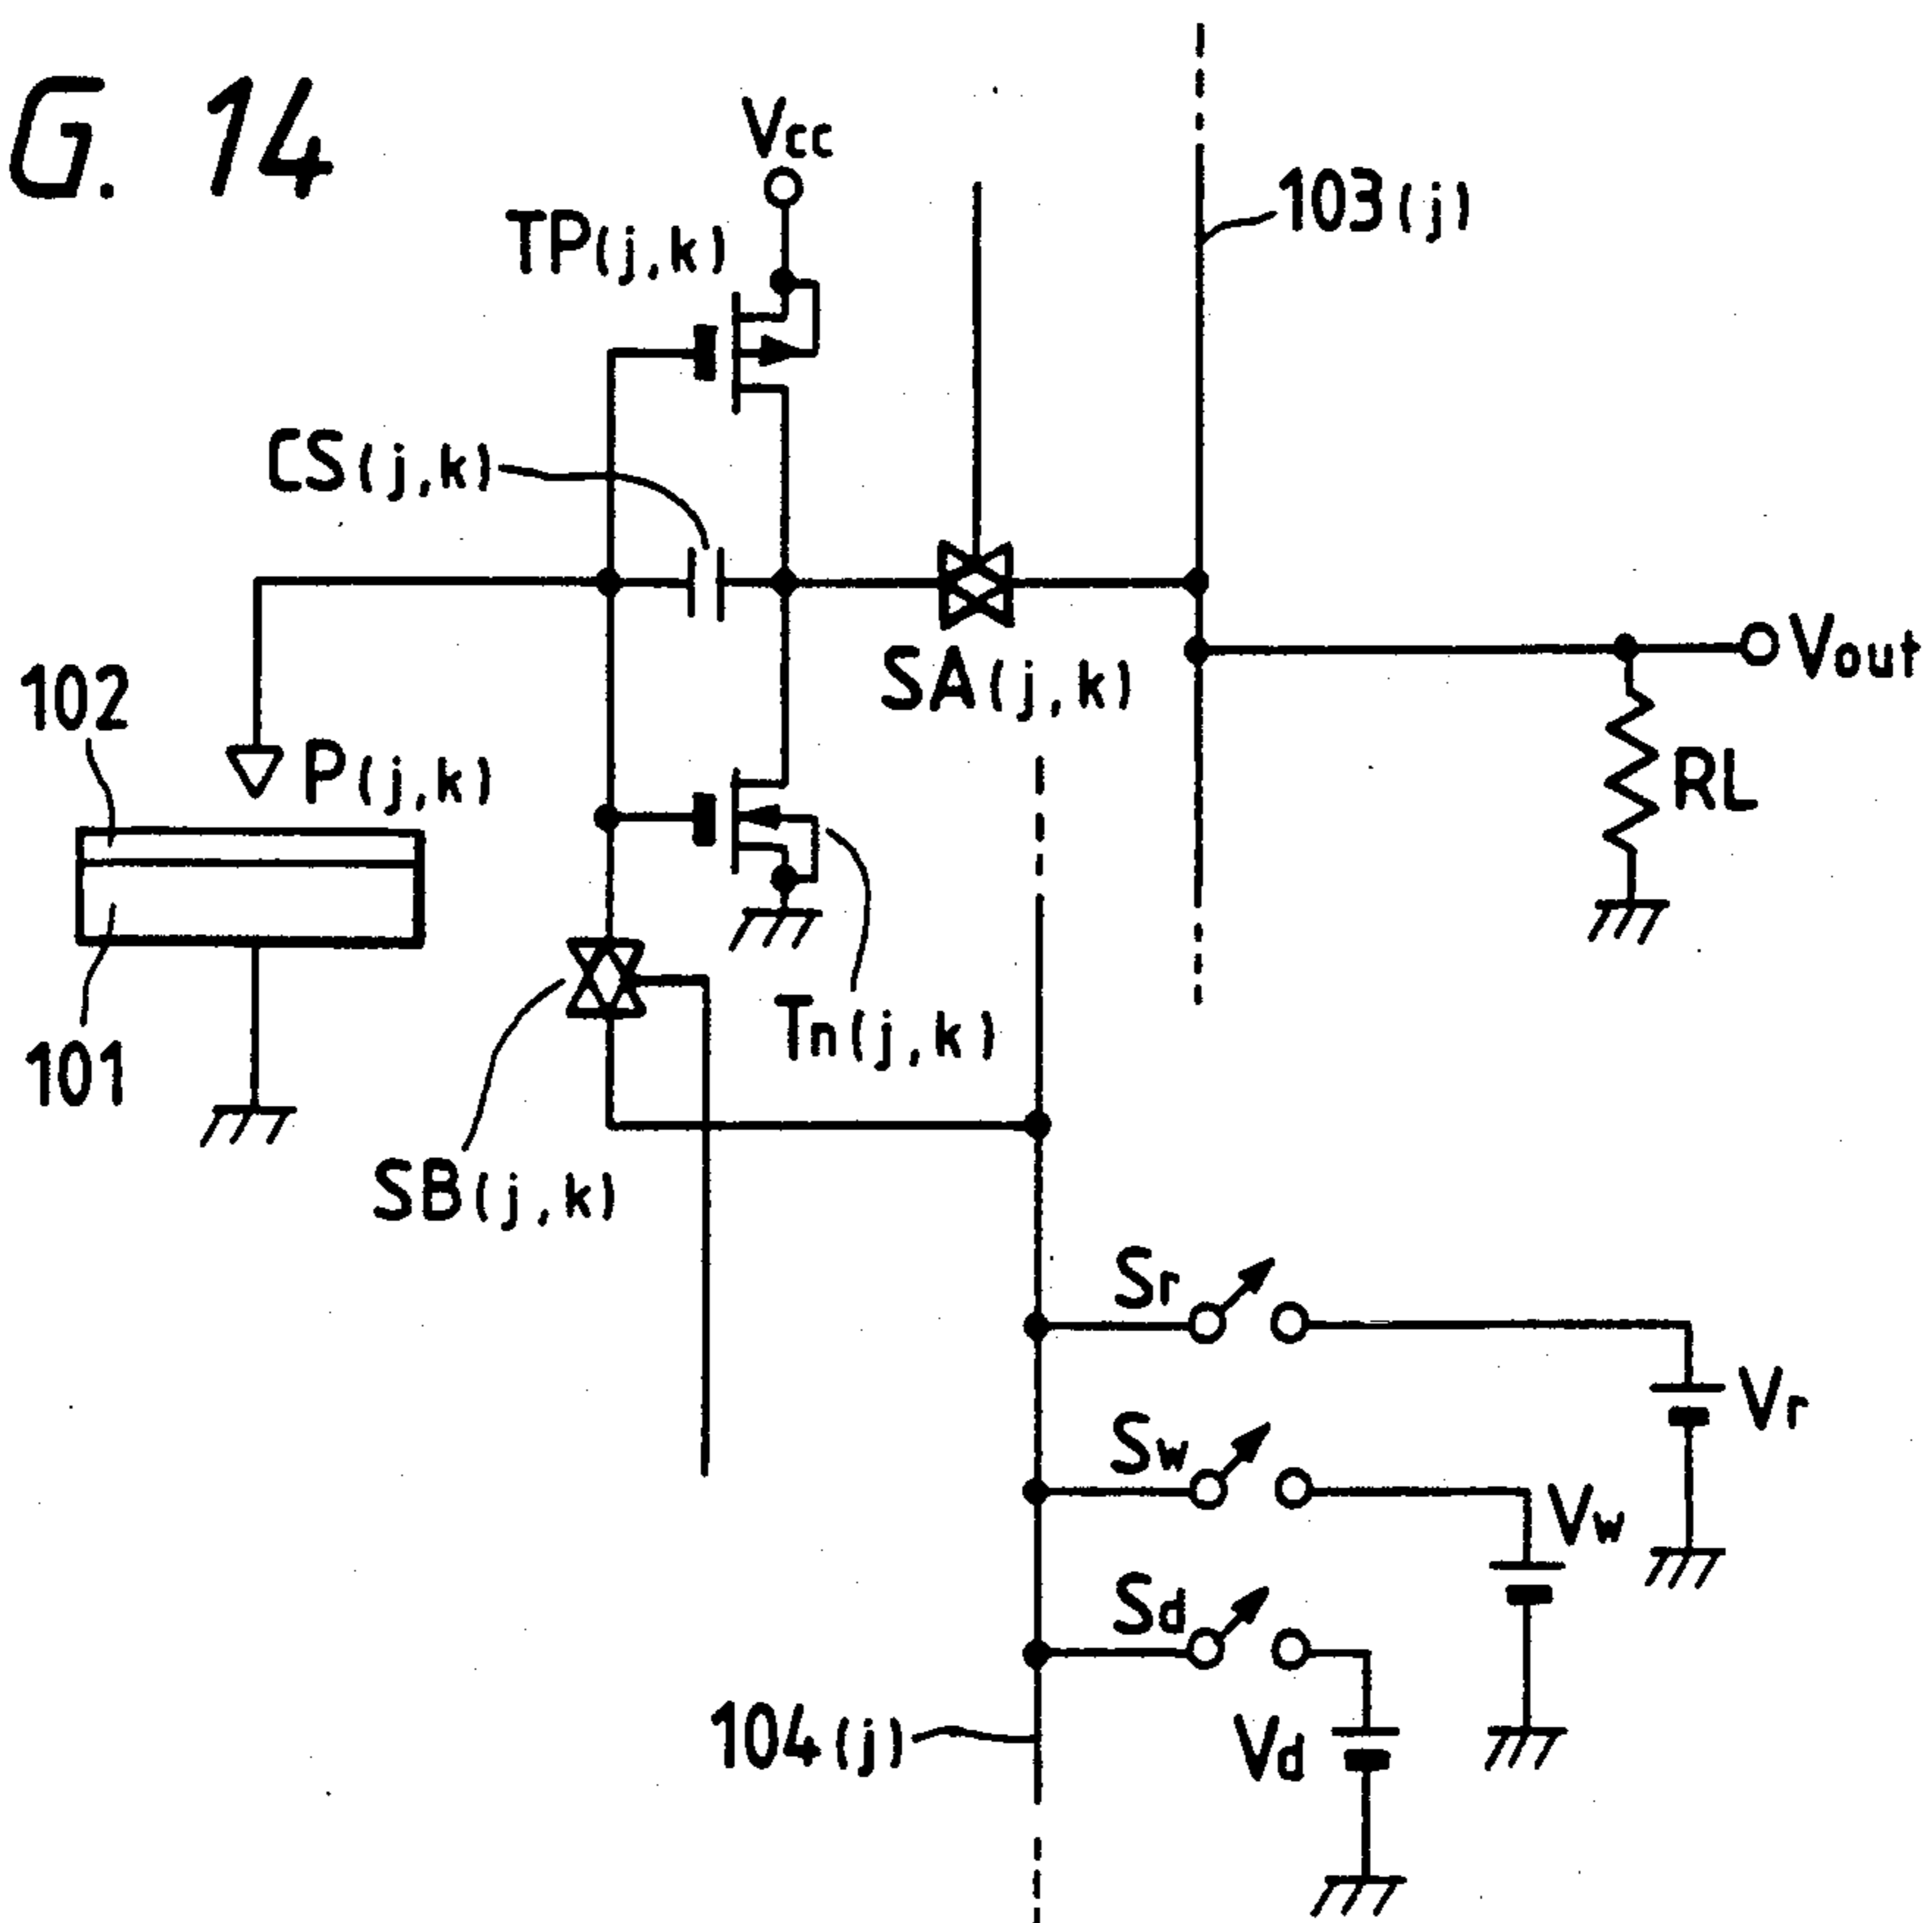 G. 14
Vcc
TP(j,k)
103(j)
CS(j,k)
SA(j,k)
Vout
102
P(j,k)
RL
101
Tn(j,k)
SB(j,k)
Sr
Vr
Sw
Vw
Sd
104(j)
Vd